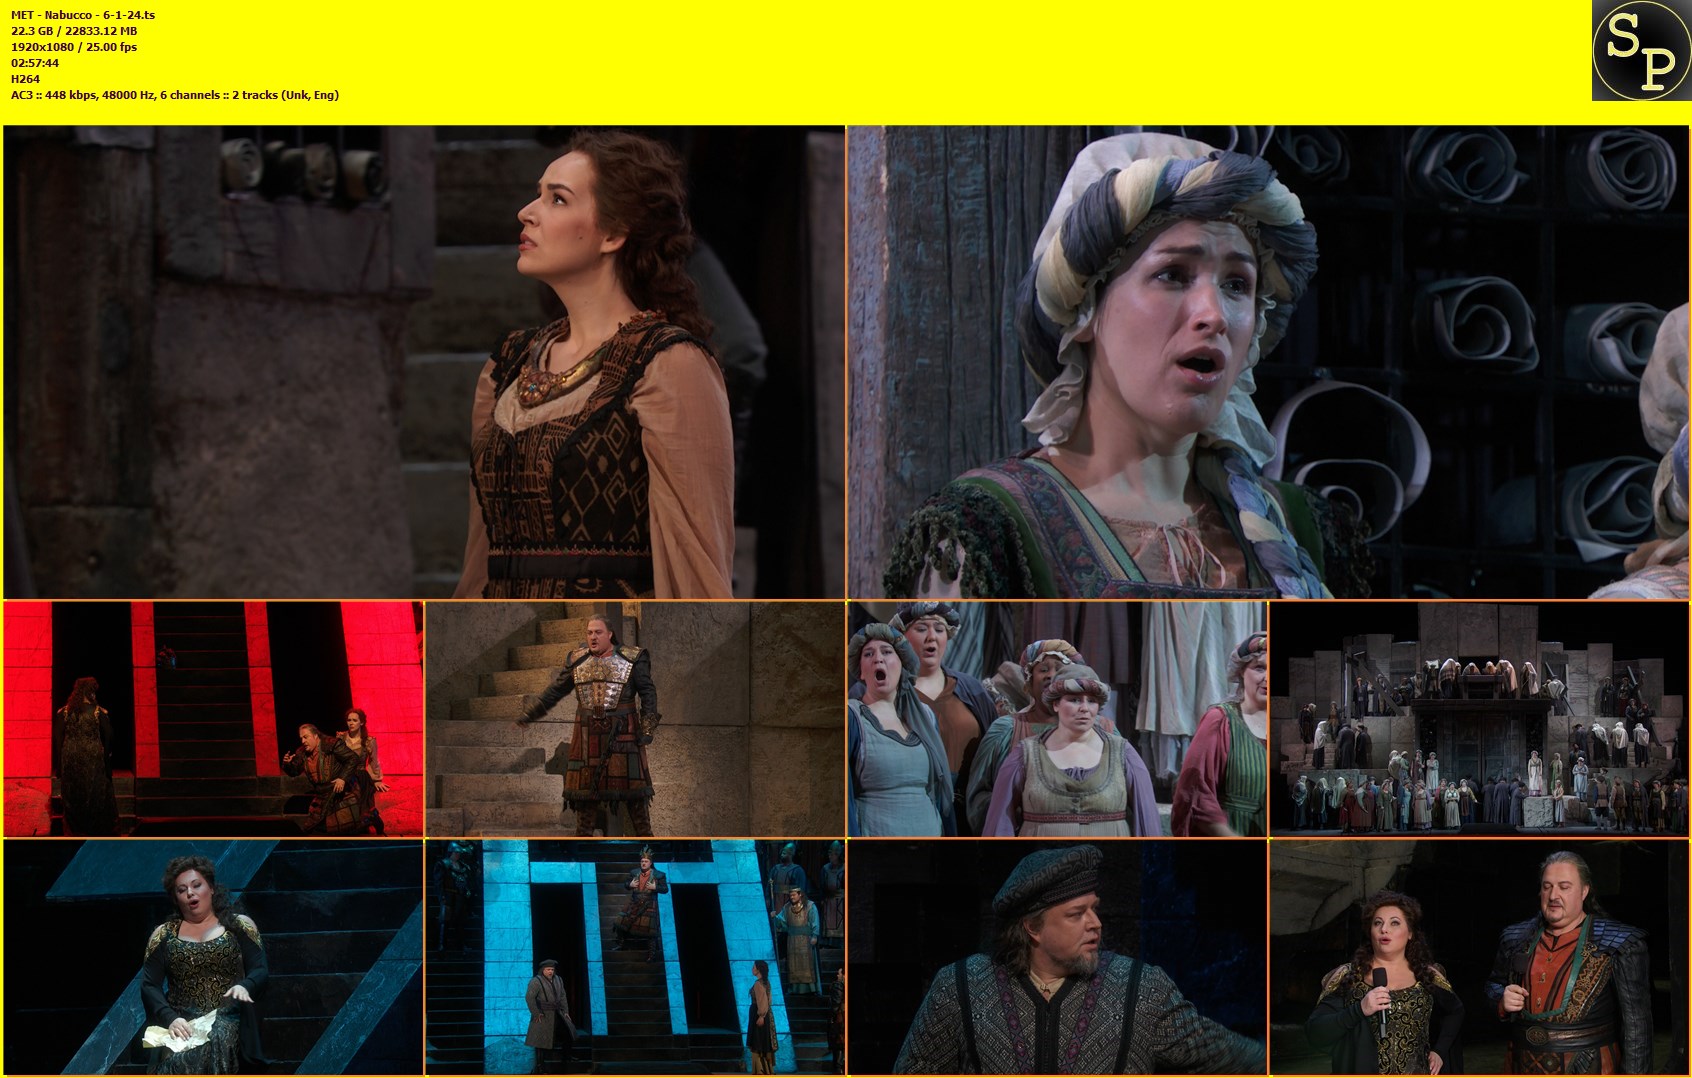 MET - Nabucco - 6-1-24.ts
22.3 GB / 22833.12 MB
1920x1080 / 25.00 fps
02:57:44
H264
AC3 :: 448 kbps, 48000 Hz, 6 channels :: 2 tracks (Unk, Eng)
SP